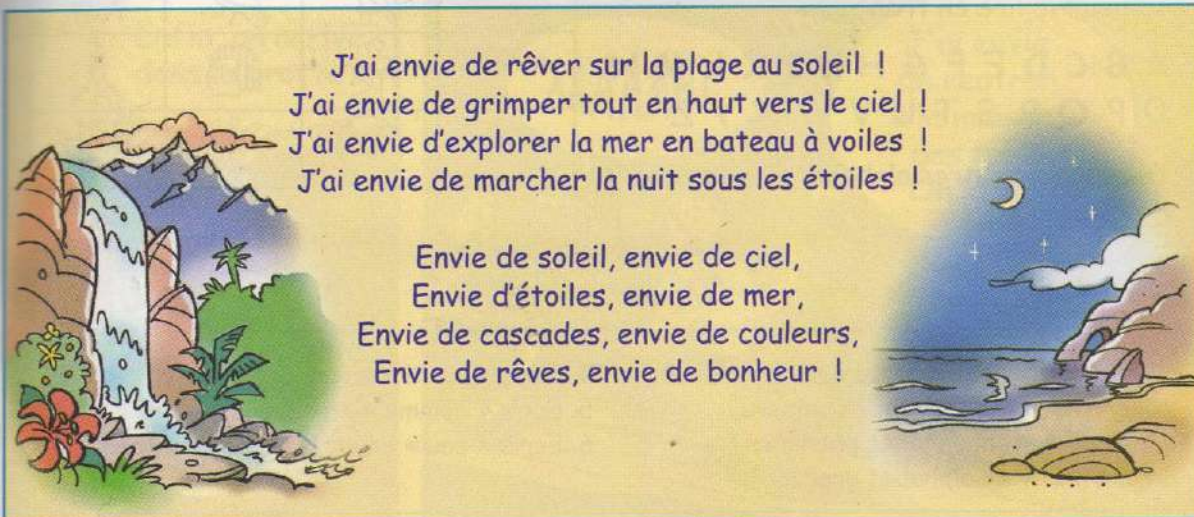 J'ai envie de rêver sur la plage au soleil !
J'ai envie de grimper tout en haut vers le ciel !
J'ai envie d'explorer la mer en bateau à voiles !
J'ai envie de marcher la nuit sous les étoiles !
Envie de soleil, envie de ciel,
Envie d'étoiles, envie de mer,
Envie de cascades, envie de couleurs,
Envie de rêves, envie de bonheur !